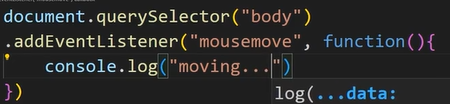 document.querySelector("body")
.addEventListener("mousemove", function(){
console.log("moving...")
})
log(...data: